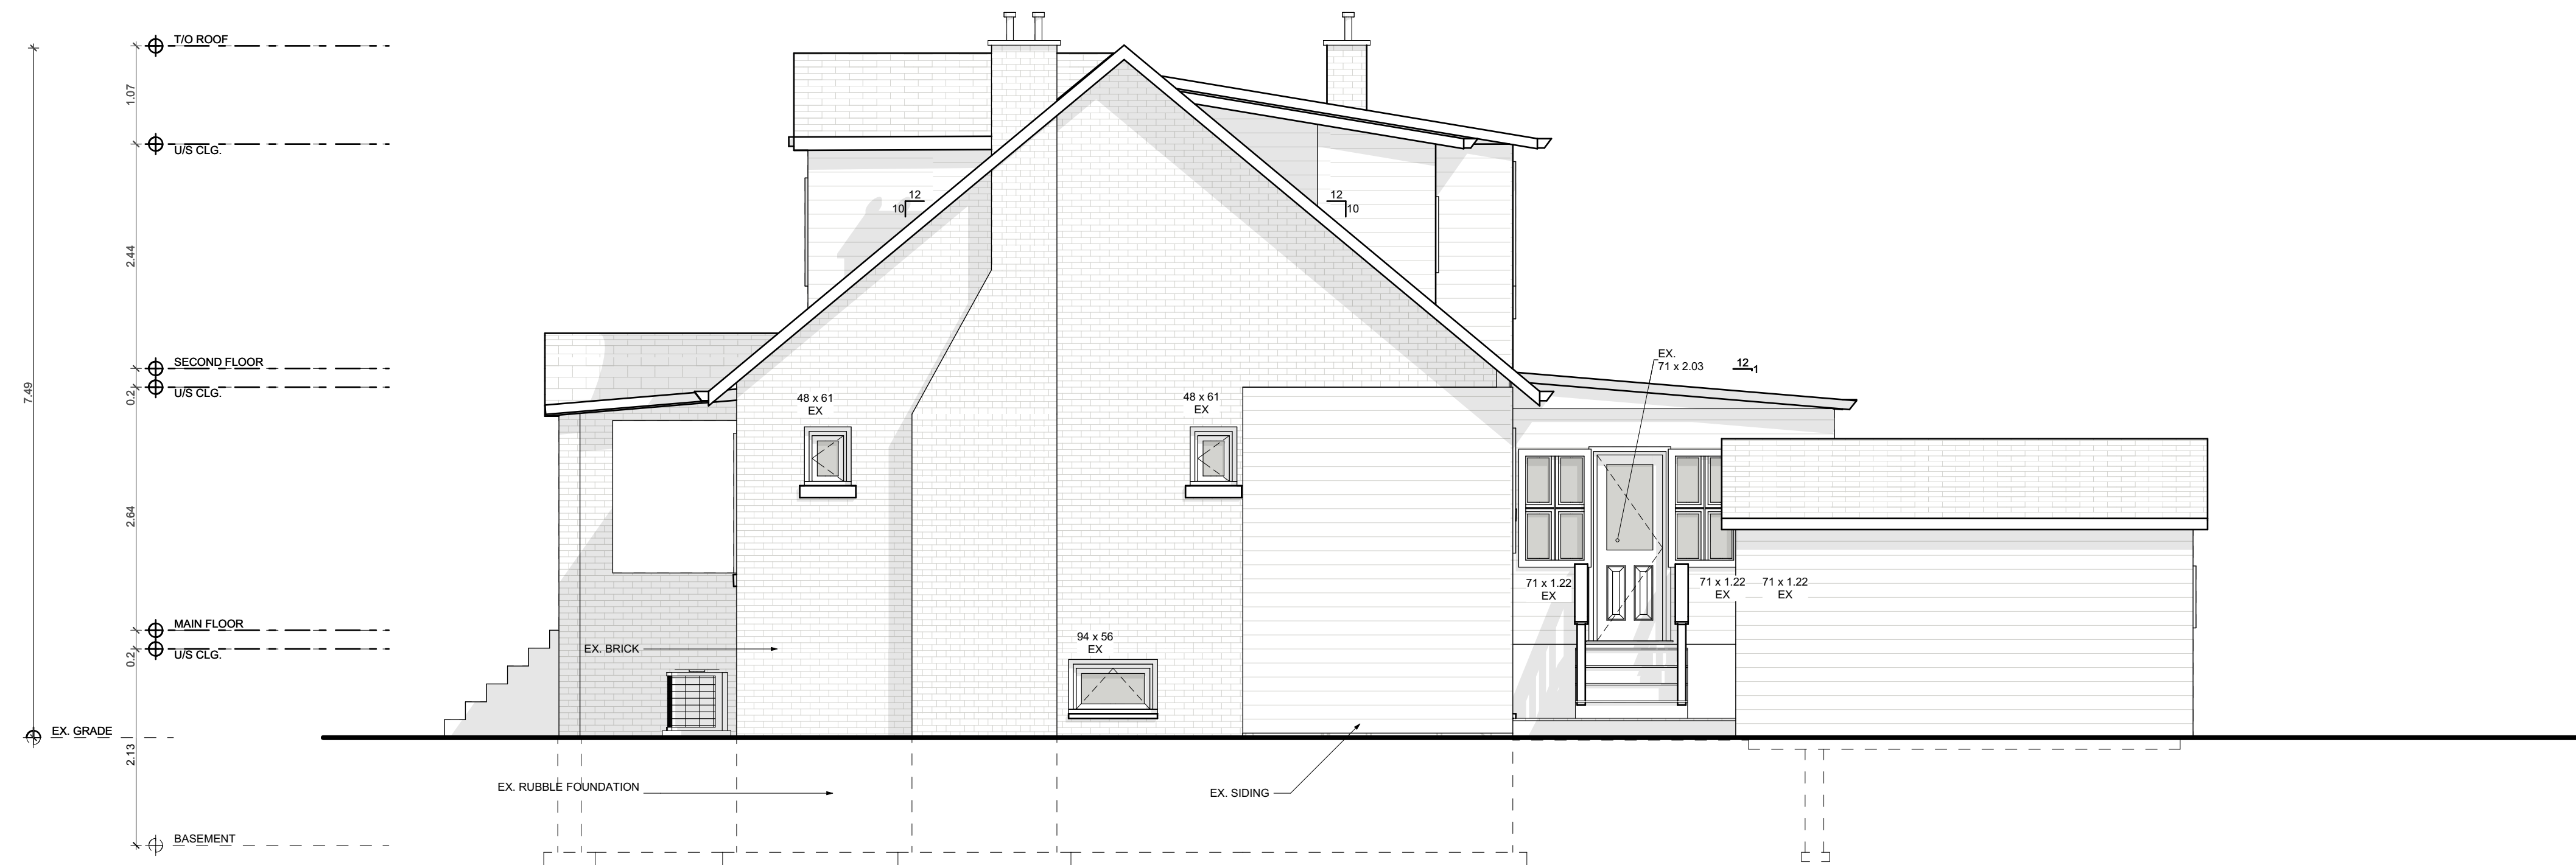 T/O ROOF
1.07
U/S CLG.
12
10
12
10
2.44
SECOND FLOOR
U/S CLG.
0.2
7.49
EX.
71 x 2.03
12
1
48 x 61
EX
48 x 61
EX
2.64
71 x 1.22
EX
71 x 1.22
EX
71 x 1.22
EX
MAIN FLOOR
U/S CLG.
0.2
94 x 56
EX
EX. BRICK
EX. GRADE
2.13
EX. RUBBLE FOUNDATION
EX. SIDING
BASEMENT